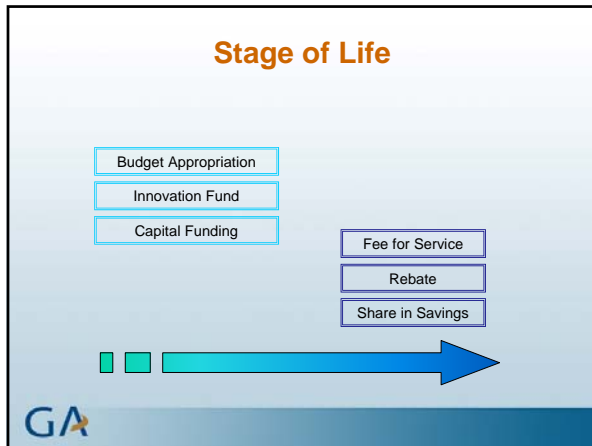 Stage of Life
Budget Appropriation
Innovation Fund
Capital Funding
Fee for Service
Rebate
Share in Savings
GA